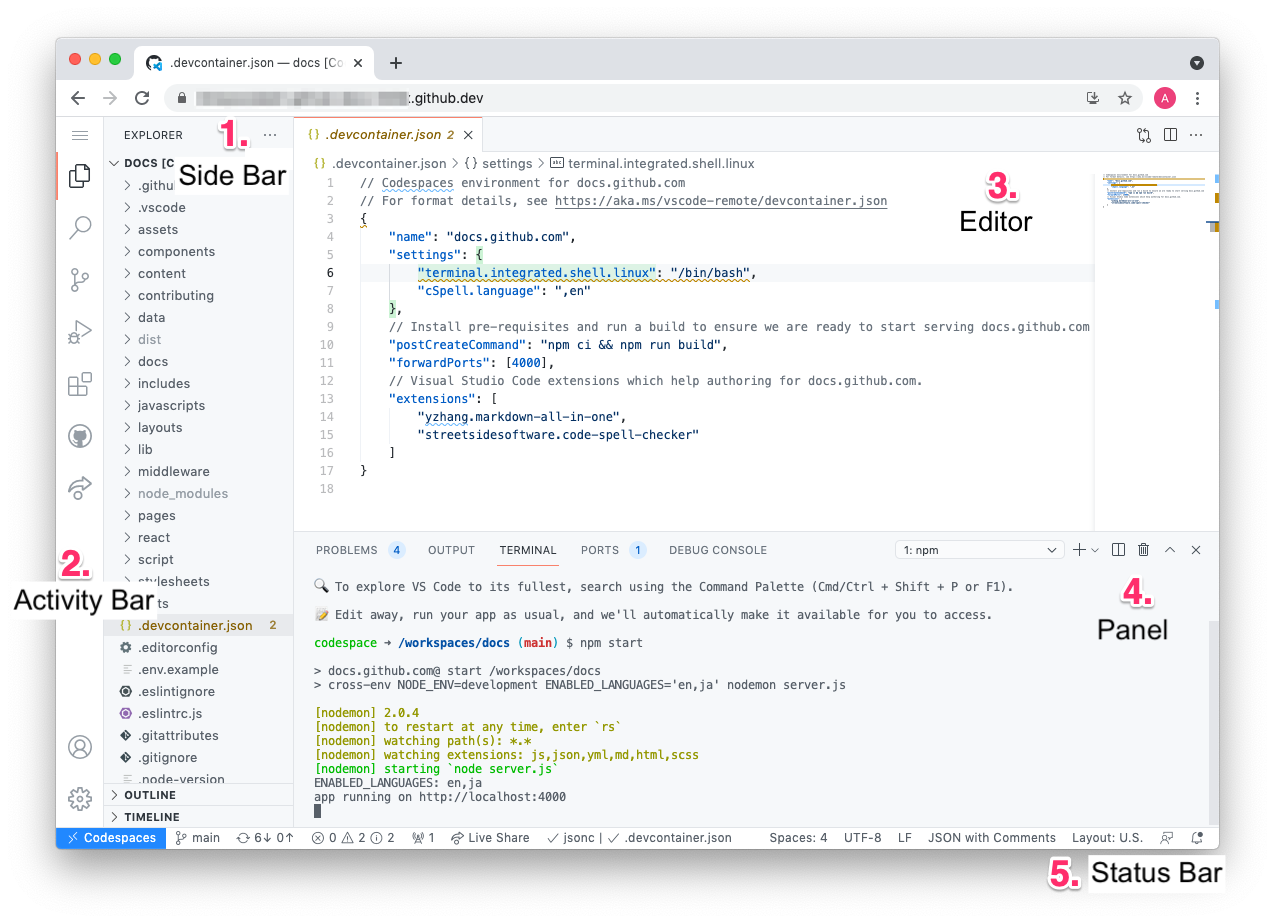 .devcontainer.json — docs [Co
.github.dev
A
EXPLORER
1.
Side Bar
DOCS [C
.githu
.vscode
assets
components
content
contributing
data
dist
docs
includes
javascripts
layouts
lib
middleware
node_modules
pages
react
script
stylesheets
2.
Activity Bar
ts
{} .devcontainer.json 2
.editorconfig
.env.example
.eslintignore
.eslintrc.js
.gitattributes
.gitignore
.node-version
OUTLINE
TIMELINE
{} .devcontainer.json 2
{} .devcontainer.json > {} settings > abc terminal.integrated.shell.linux
3.
Editor
1 // Codespaces environment for docs.github.com
2 // For format details, see https://aka.ms/vscode-remote/devcontainer.json
3 {
4 "name": "docs.github.com",
5 "settings": {
6 "terminal.integrated.shell.linux": "/bin/bash",
7 "cSpell.language": ",en"
8 },
9 // Install pre-requisites and run a build to ensure we are ready to start serving docs.github.com
10 "postCreateCommand": "npm ci && npm run build",
11 "forwardPorts": [4000],
12 // Visual Studio Code extensions which help authoring for docs.github.com.
13 "extensions": [
14 "yzhang.markdown-all-in-one",
15 "streetsidesoftware.code-spell-checker"
16 ]
17 }
18
PROBLEMS 4 OUTPUT TERMINAL PORTS 1 DEBUG CONSOLE 1: npm
4.
Panel
To explore VS Code to its fullest, search using the Command Palette (Cmd/Ctrl + Shift + P or F1).
Edit away, run your app as usual, and we'll automatically make it available for you to access.
codespace ➜ /workspaces/docs (main) $ npm start
> docs.github.com@ start /workspaces/docs
> cross-env NODE_ENV=development ENABLED_LANGUAGES='en,ja' nodemon server.js
[nodemon] 2.0.4
[nodemon] to restart at any time, enter `rs`
[nodemon] watching path(s): *.*
[nodemon] watching extensions: js,json,yml,md,html,scss
[nodemon] starting `node server.js`
ENABLED_LANGUAGES: en,ja
app running on http://localhost:4000
Codespaces main 6↓ 0↑ 0 2 2 1 Live Share ✓ jsonc | ✓ .devcontainer.json Spaces: 4 UTF-8 LF JSON with Comments Layout: U.S.
5. Status Bar